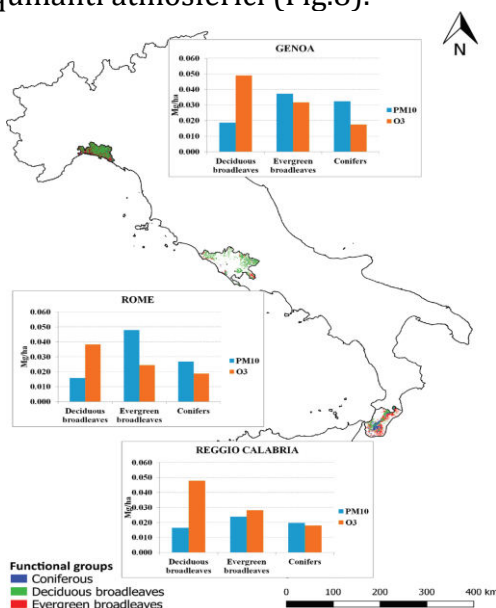 quinanti atmosferici (Fig.8).
N
GENOA
Mg/ha
0.060
0.050
0.040
0.030
0.020
0.010
0.000
PM10
O3
Deciduous broadleaves
Evergreen broadleaves
Conifers
ROME
Mg/ha
0.060
0.050
0.040
0.030
0.020
0.010
0.000
PM10
O3
Deciduous broadleaves
Evergreen broadleaves
Conifers
REGGIO CALABRIA
Mg/ha
0.060
0.050
0.040
0.030
0.020
0.010
0.000
PM10
O3
Deciduous broadleaves
Evergreen broadleaves
Conifers
Functional groups
Coniferous
Deciduous broadleaves
Evergreen broadleaves
0 100 200 300 400 km